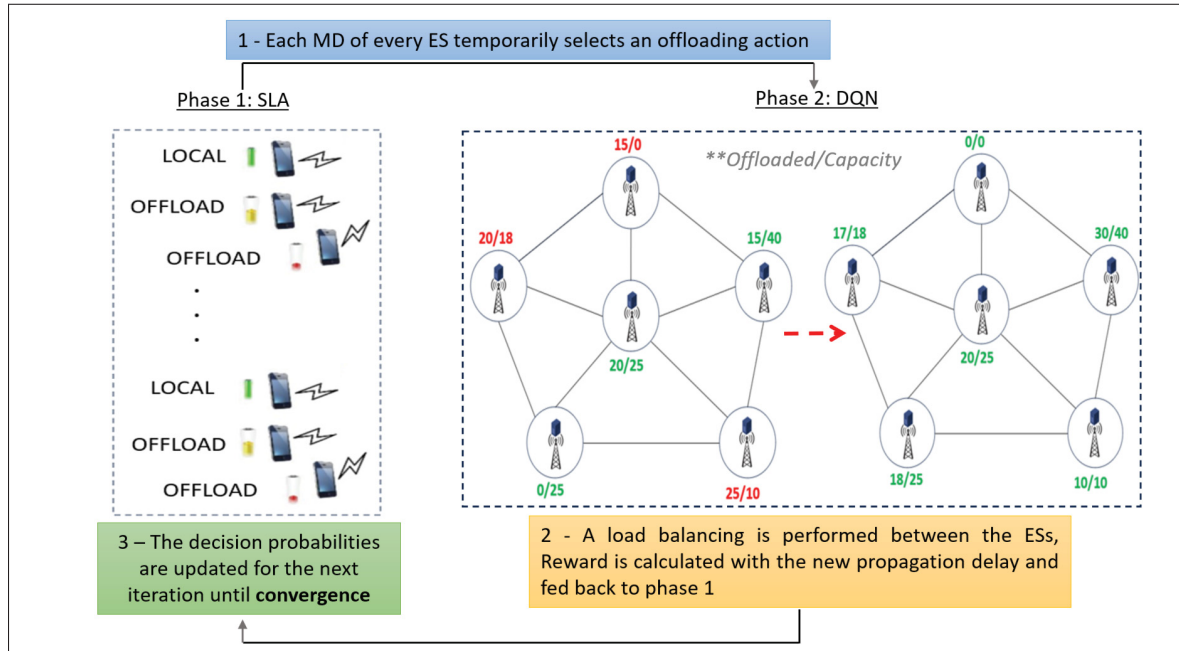 1 - Each MD of every ES temporarily selects an offloading action
Phase 1: SLA
Phase 2: DQN
LOCAL
OFFLOAD
OFFLOAD
LOCAL
OFFLOAD
OFFLOAD
**Offloaded/Capacity
15/0
20/18
15/40
20/25
0/25
25/10
0/0
17/18
30/40
20/25
18/25
10/10
3 – The decision probabilities
are updated for the next
iteration until convergence
2 - A load balancing is performed between the ESs,
Reward is calculated with the new propagation delay and
fed back to phase 1